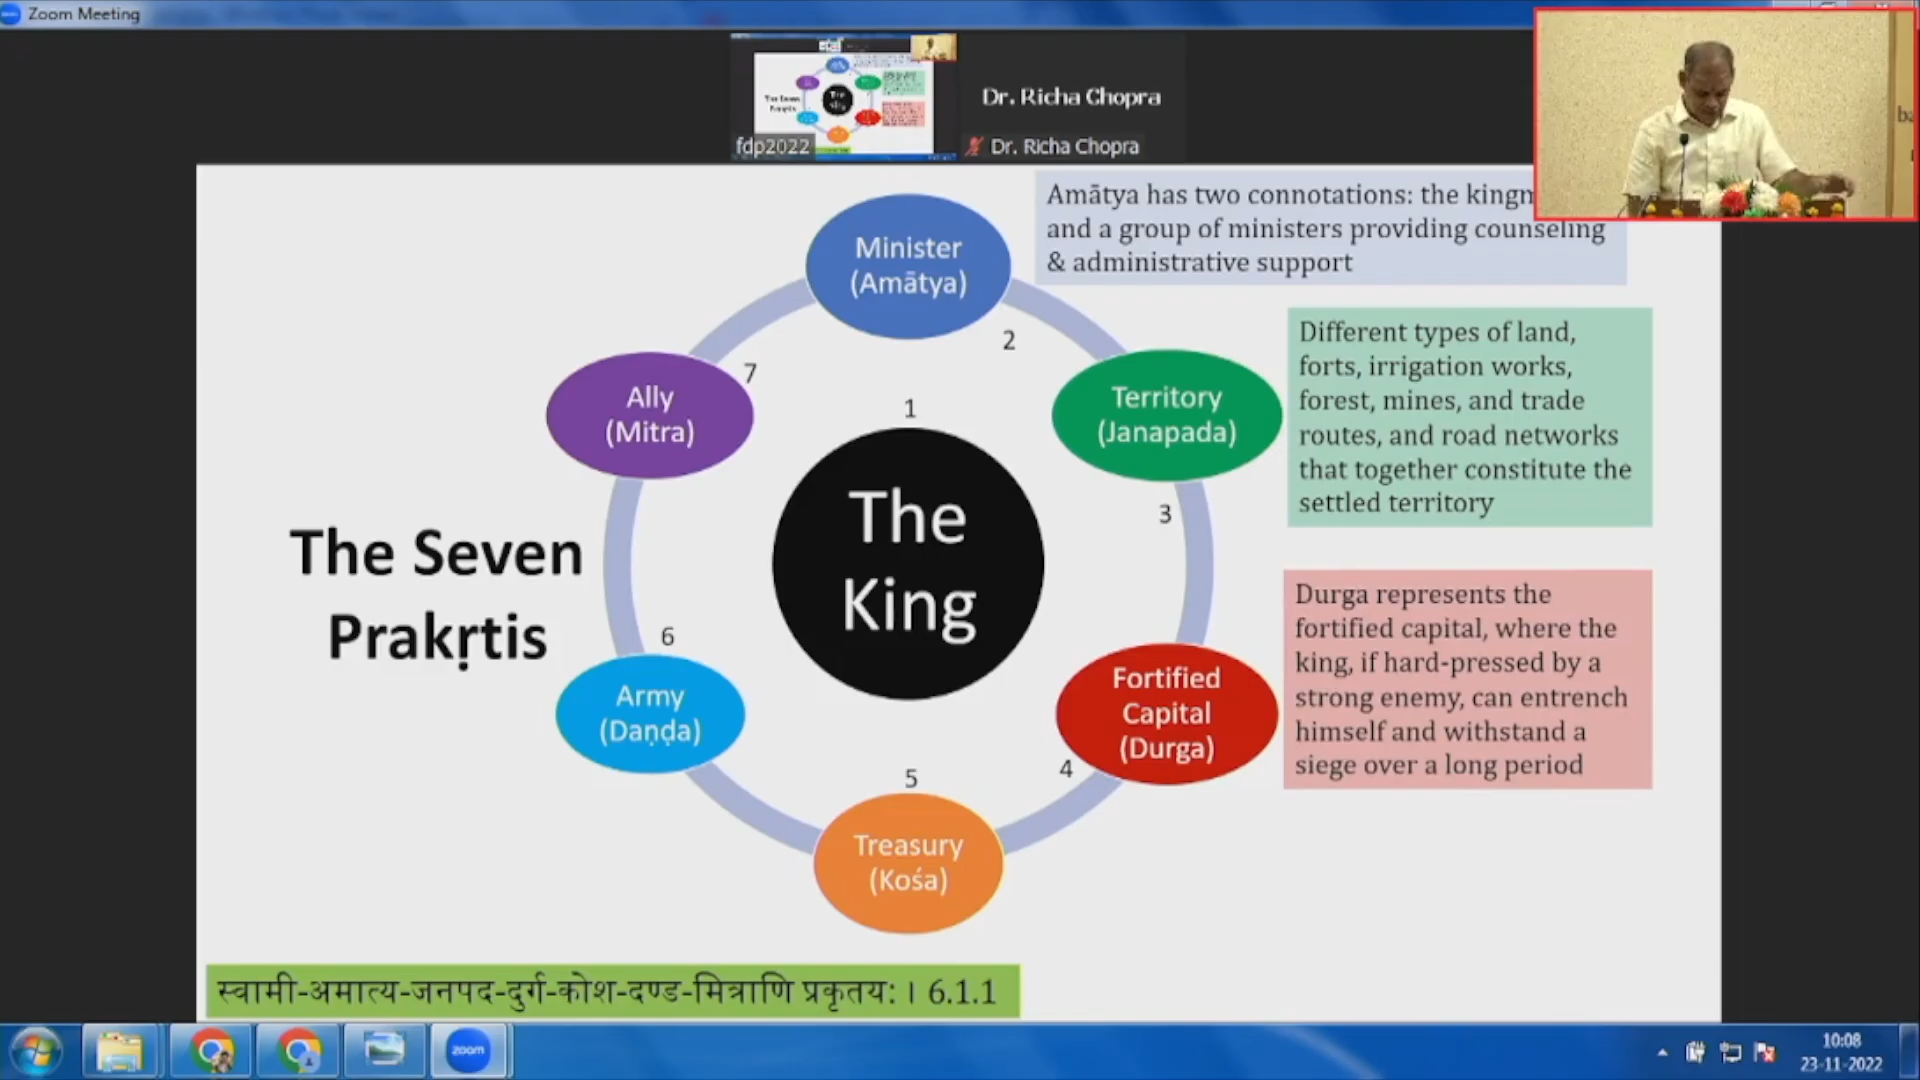 Zoom Meeting
fdp2022
Dr. Richa Chopra
Dr. Richa Chopra
Amātya has two connotations: the
and a group of ministers providing counseling
& administrative support
Minister
(Amātya)
2
Different types of land,
forts, irrigation works,
forest, mines, and trade
routes, and road networks
that together constitute the
settled territory
7
Ally
(Mitra)
1
Territory
(Janapada)
The
King
3
The Seven
Prakṛtis
Durga represents the
fortified capital, where the
king, if hard-pressed by a
strong enemy, can entrench
himself and withstand a
siege over a long period
6
Army
(Daṇḍa)
Fortified
Capital
(Durga)
4
5
Treasury
(Kośa)
स्वामी-अमात्य-जनपद-दुर्ग-कोश-दण्ड-मित्राणि प्रकृतय: । 6.1.1
zoom
10:08
23-11-2022